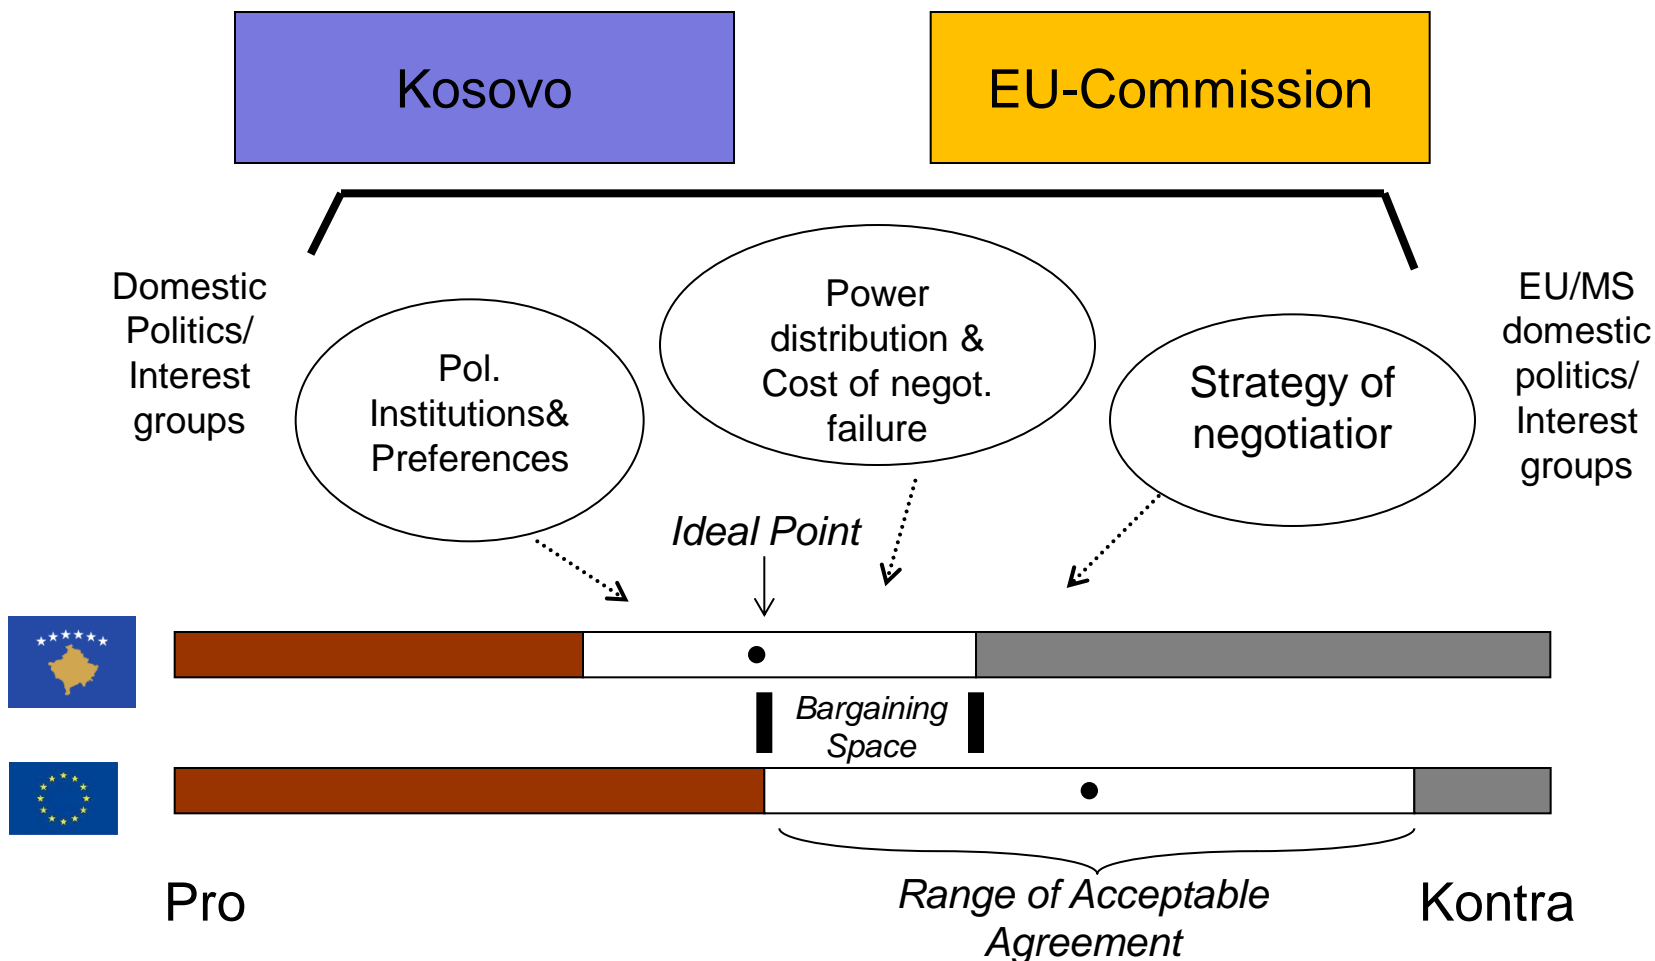 Kosovo
EU-Commission
Domestic
Politics/
Interest
groups
Pol.
Institutions&
Preferences
Power
distribution &
Cost of negot.
failure
Strategy of
negotiatior
EU/MS
domestic
politics/
Interest
groups
Ideal Point
Bargaining
Space
Pro
Range of Acceptable
Agreement
Kontra